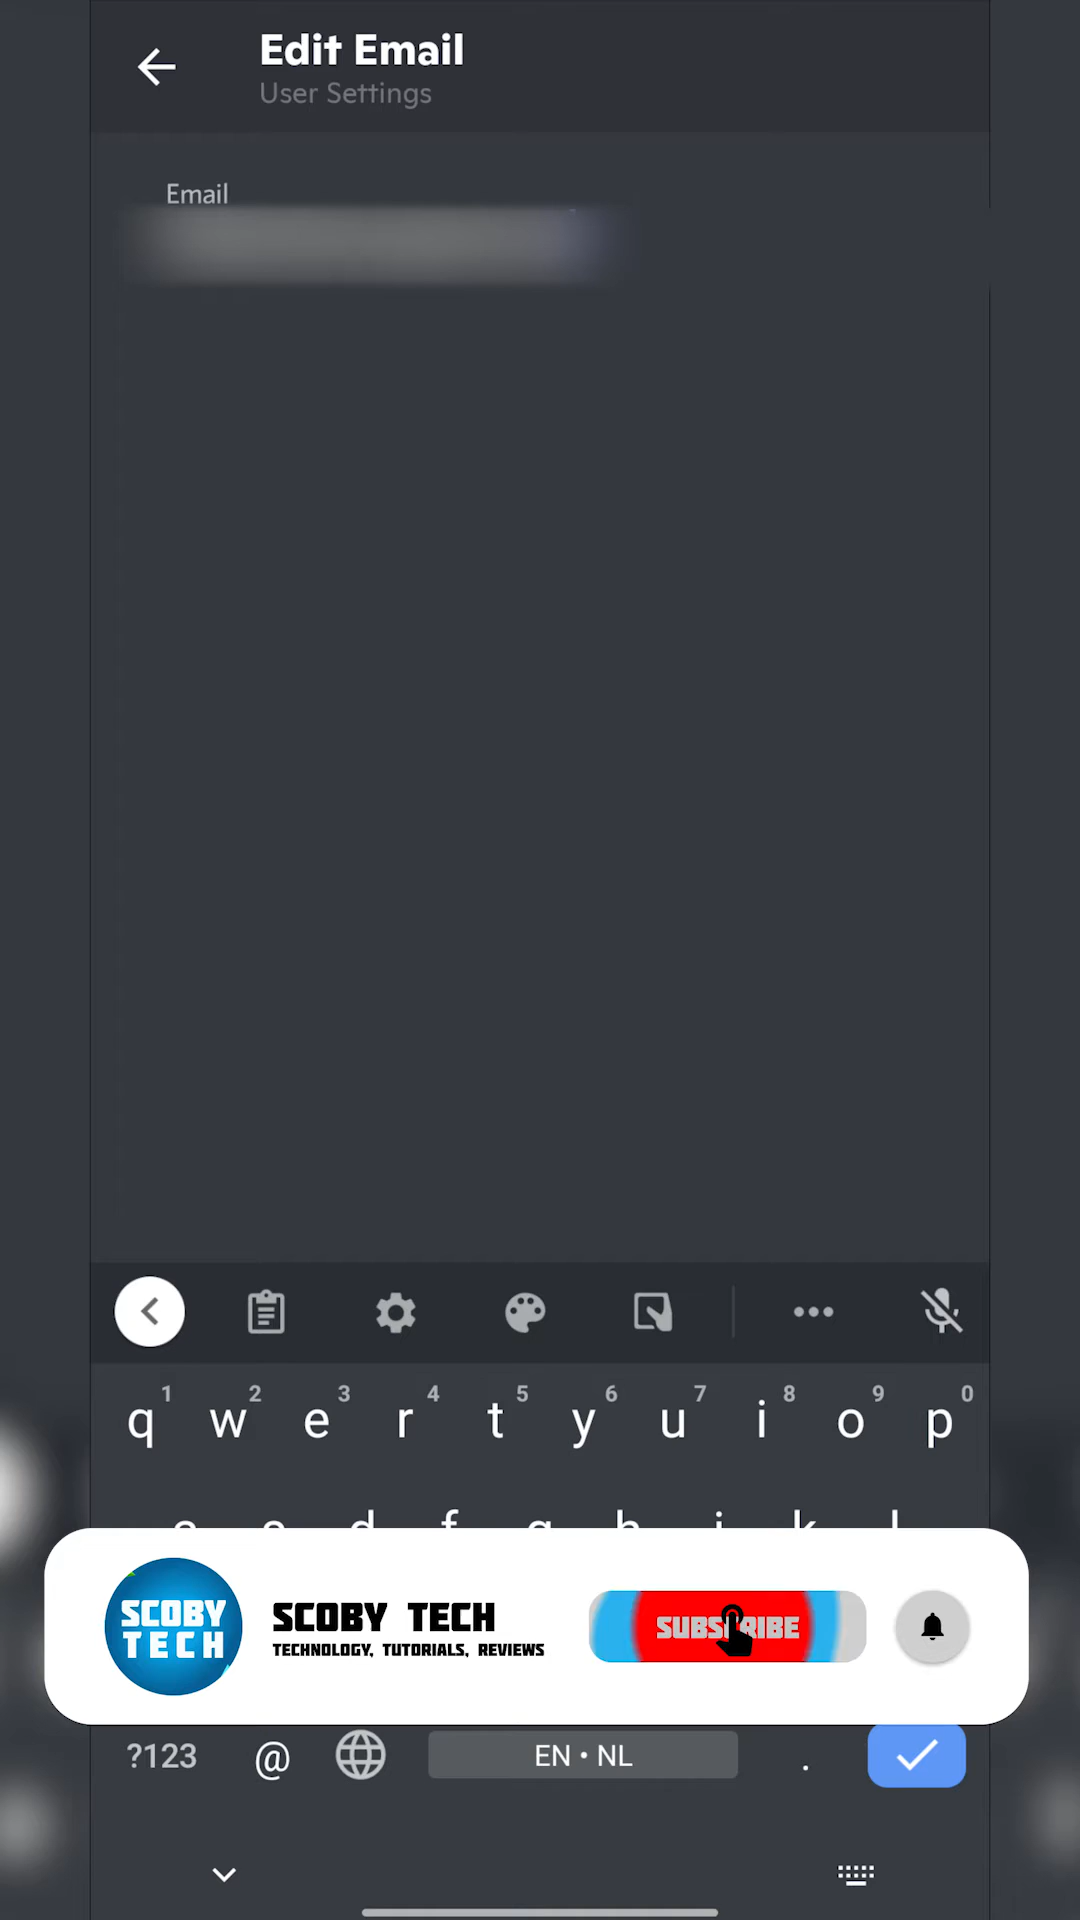 Edit Email
User Settings
Email
1 2 3 4 5 6 7 8 9 0
q w e r t y u i o p
a s d f g h j k l
SCOBY
TECH
SCOBY TECH
TECHNOLOGY, TUTORIALS, REVIEWS
SUBSCRIBE
?123 @ EN • NL .